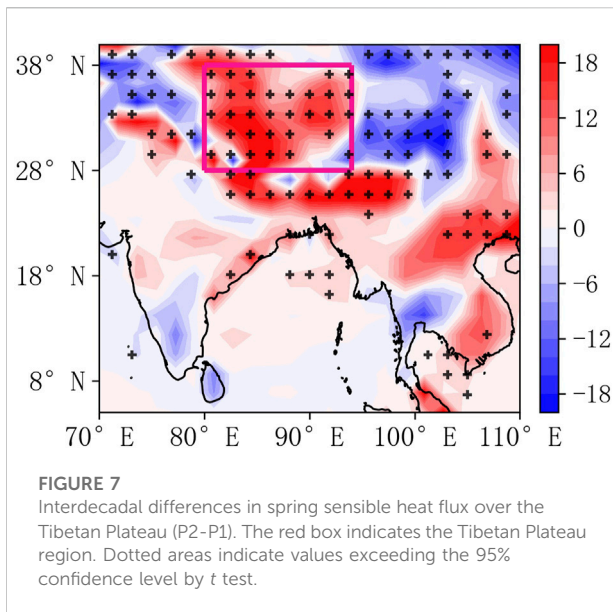 38° N
28° N
18° N
8° N
70° E
80° E
90° E
100° E
110° E
18
12
6
0
−6
−12
−18
FIGURE 7
Interdecadal differences in spring sensible heat flux over the
Tibetan Plateau (P2-P1). The red box indicates the Tibetan Plateau
region. Dotted areas indicate values exceeding the 95%
confidence level by t test.